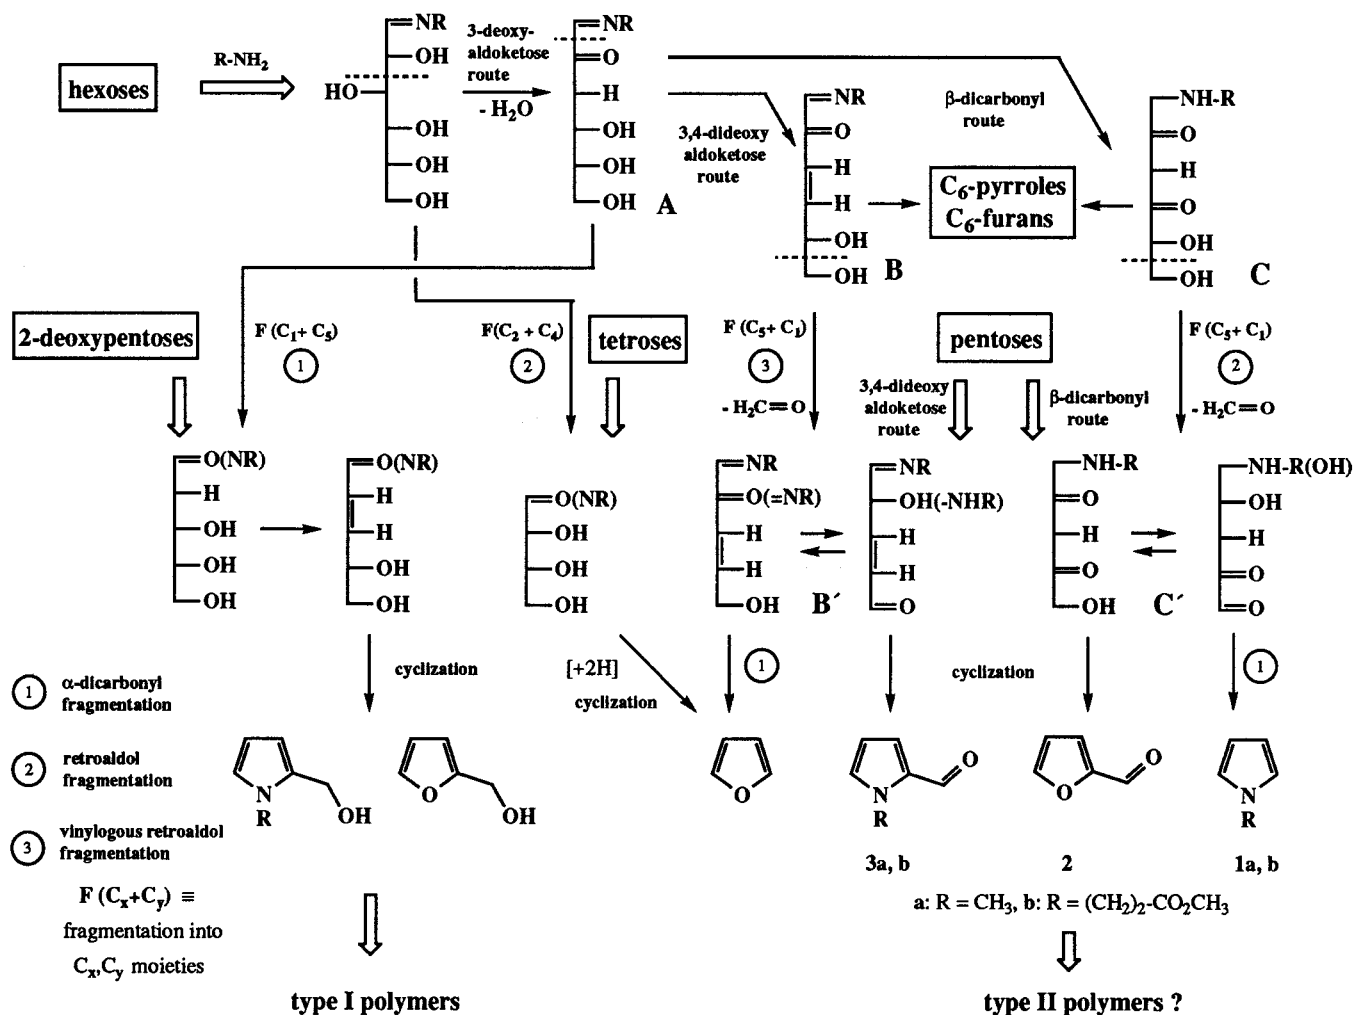 hexoses
R-NH₂
NR
OH
HO
OH
OH
OH
3-deoxy-
aldoketose
route
- H₂O
NR
O
H
OH
OH
OH
A
3,4-dideoxy
aldoketose
route
NR
O
H
H
OH
OH
B
β-dicarbonyl
route
C₆-pyrroles
C₆-furans
NH-R
O
H
O
OH
OH
C
2-deoxypentoses
F (C₁+ C₅)
1
F(C₂ + C₄)
2
tetroses
F (C₅+ C₁)
3
- H₂C=O
pentoses
3,4-dideoxy
aldoketose
route
β-dicarbonyl
route
F (C₅+ C₁)
2
- H₂C=O
O(NR)
H
OH
OH
OH
O(NR)
H
H
OH
OH
O(NR)
OH
OH
OH
NR
O(=NR)
H
H
OH
B´
NR
OH(-NHR)
H
H
O
NH-R
O
H
O
OH
C´
NH-R(OH)
OH
H
O
O
1
α-dicarbonyl
fragmentation
cyclization
[+2H]
cyclization
1
cyclization
1
2
retroaldol
fragmentation
3
vinylogous retroaldol
fragmentation
N
R
OH
O
OH
O
N
R
O
O
O
N
R
3a, b
2
1a, b
F (Cₓ+Cᵧ) ≡
fragmentation into
Cₓ,Cᵧ moieties
a: R = CH₃, b: R = (CH₂)₂-CO₂CH₃
type I polymers
type II polymers ?